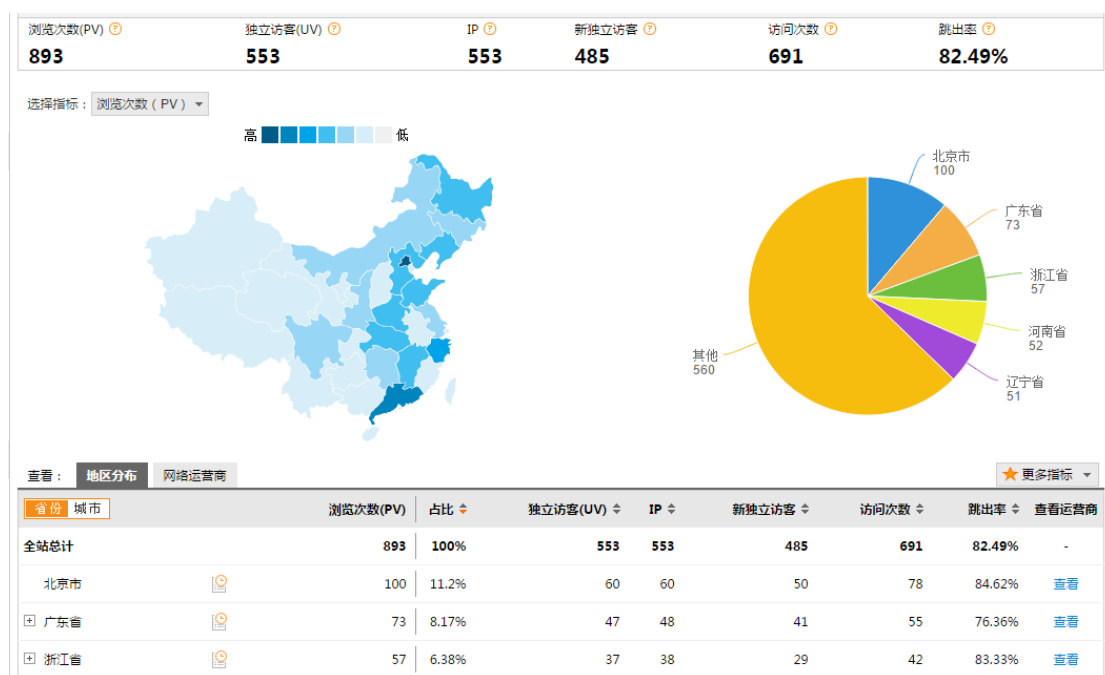 浏览次数(PV) 独立访客(UV) IP 新独立访客 访问次数 跳出率
893 553 553 485 691 82.49%
选择指标： 浏览次数 ( PV )
高 低
北京市
100
广东省
73
浙江省
57
河南省
52
辽宁省
51
其他
560
查看： 地区分布 网络运营商 更多指标
省份 城市 浏览次数(PV) 占比 独立访客(UV) IP 新独立访客 访问次数 跳出率 查看运营商
全站总计 893 100% 553 553 485 691 82.49% -
北京市 100 11.2% 60 60 50 78 84.62% 查看
广东省 73 8.17% 47 48 41 55 76.36% 查看
浙江省 57 6.38% 37 38 29 42 83.33% 查看